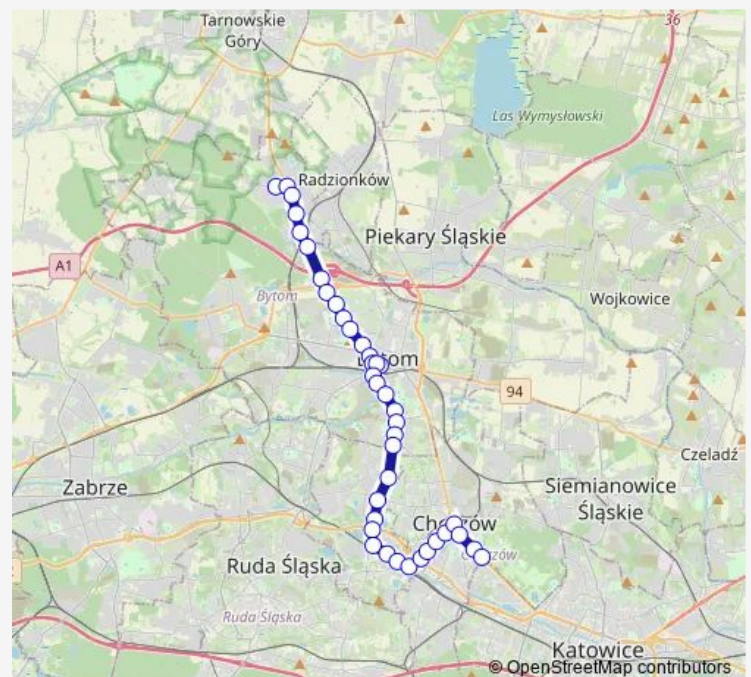 Tarnowskie
Góry
36
Las Wymysłowski
Radzionków
Piekary Śląskie
A1
Bytom
Wojkowice
94
Czeladź
Zabrze
Siemianowice
Śląskie
Ruda Śląska
Ruda Śląska
Katowice
© OpenStreetMap contributors